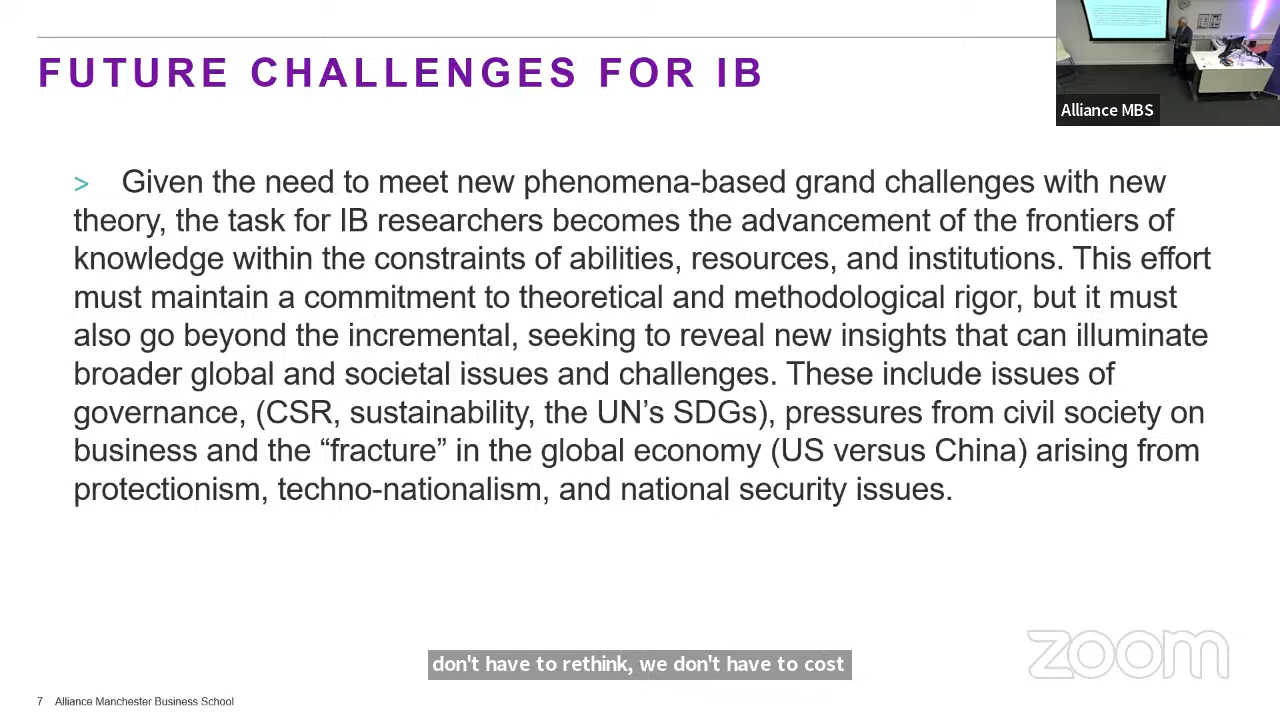 FUTURE CHALLENGES FOR IB
Alliance MBS
> Given the need to meet new phenomena-based grand challenges with new
theory, the task for IB researchers becomes the advancement of the frontiers of
knowledge within the constraints of abilities, resources, and institutions. This effort
must maintain a commitment to theoretical and methodological rigor, but it must
also go beyond the incremental, seeking to reveal new insights that can illuminate
broader global and societal issues and challenges. These include issues of
governance, (CSR, sustainability, the UN’s SDGs), pressures from civil society on
business and the “fracture” in the global economy (US versus China) arising from
protectionism, techno-nationalism, and national security issues.
don't have to rethink, we don't have to cost
zoom
7 Alliance Manchester Business School